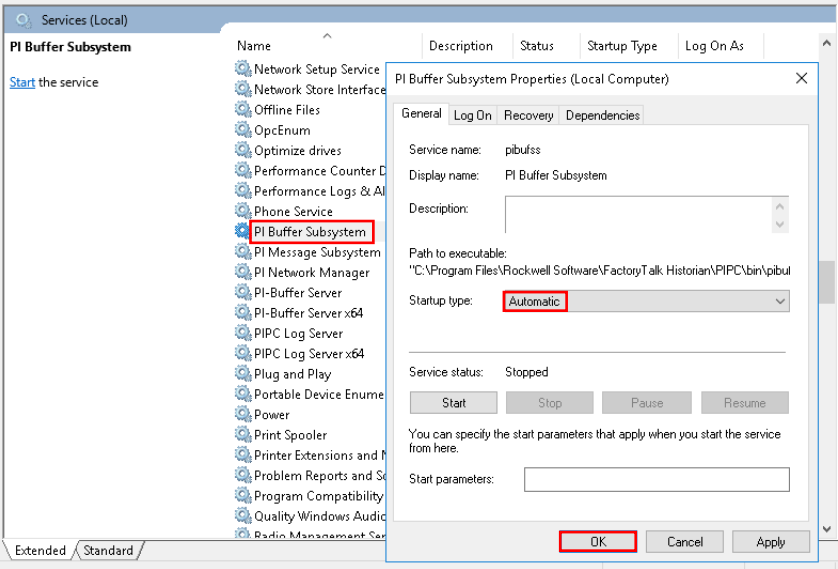 Services (Local)
PI Buffer Subsystem
Start the service
Name Description Status Startup Type Log On As
Network Setup Service
Network Store Interface
Offline Files
OpcEnum
Optimize drives
Performance Counter D
Performance Logs & Al
Phone Service
PI Buffer Subsystem
PI Message Subsystem
PI Network Manager
PI-Buffer Server
PI-Buffer Server x64
PIPC Log Server
PIPC Log Server x64
Plug and Play
Portable Device Enume
Power
Print Spooler
Printer Extensions and N
Problem Reports and So
Program Compatibility
Quality Windows Audio
Radio Management Ser
Extended Standard
PI Buffer Subsystem Properties (Local Computer)
General Log On Recovery Dependencies
Service name: pibufss
Display name: PI Buffer Subsystem
Description:
Path to executable:
"C:\Program Files\Rockwell Software\FactoryTalk Historian\PIPC\bin\pibuf
Startup type: Automatic
Service status: Stopped
Start Stop Pause Resume
You can specify the start parameters that apply when you start the service
from here.
Start parameters:
OK Cancel Apply